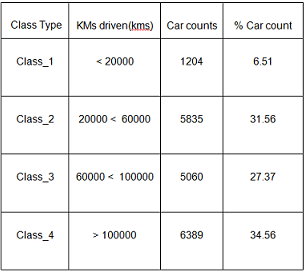 Class Type KMs driven(kms) Car counts % Car count
Class_1 < 20000 1204 6.51
Class_2 20000 < 60000 5835 31.56
Class_3 60000 < 100000 5060 27.37
Class_4 > 100000 6389 34.56